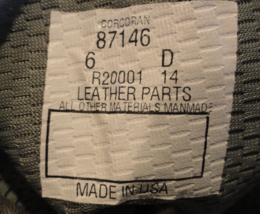 CORCORAN
87146
6 D
R20001 14
LEATHER PARTS
ALL OTHER MATERIALS MANMADE
MADE IN USA